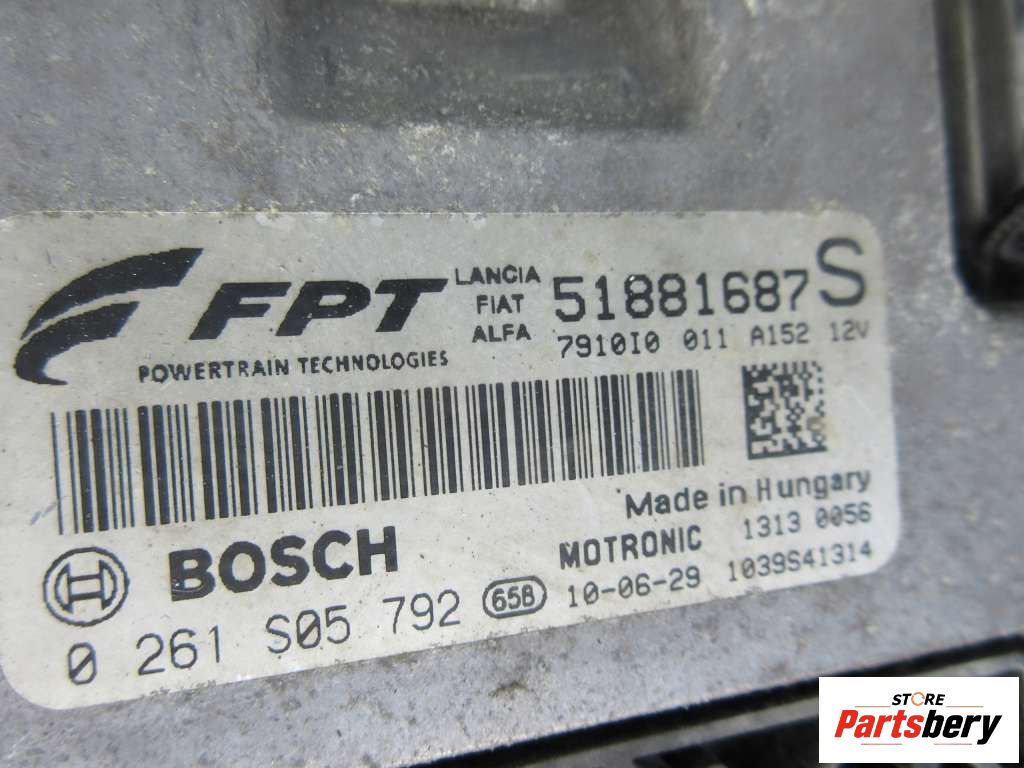 FPT
POWERTRAIN TECHNOLOGIES
LANCIA
FIAT
ALFA
51881687 S
7910I0 011 A152 12V
Made in Hungary
BOSCH
MOTRONIC 1313 0056
0 261 S05 792 658 10-06-29 1039S41314
STORE
Partsbery